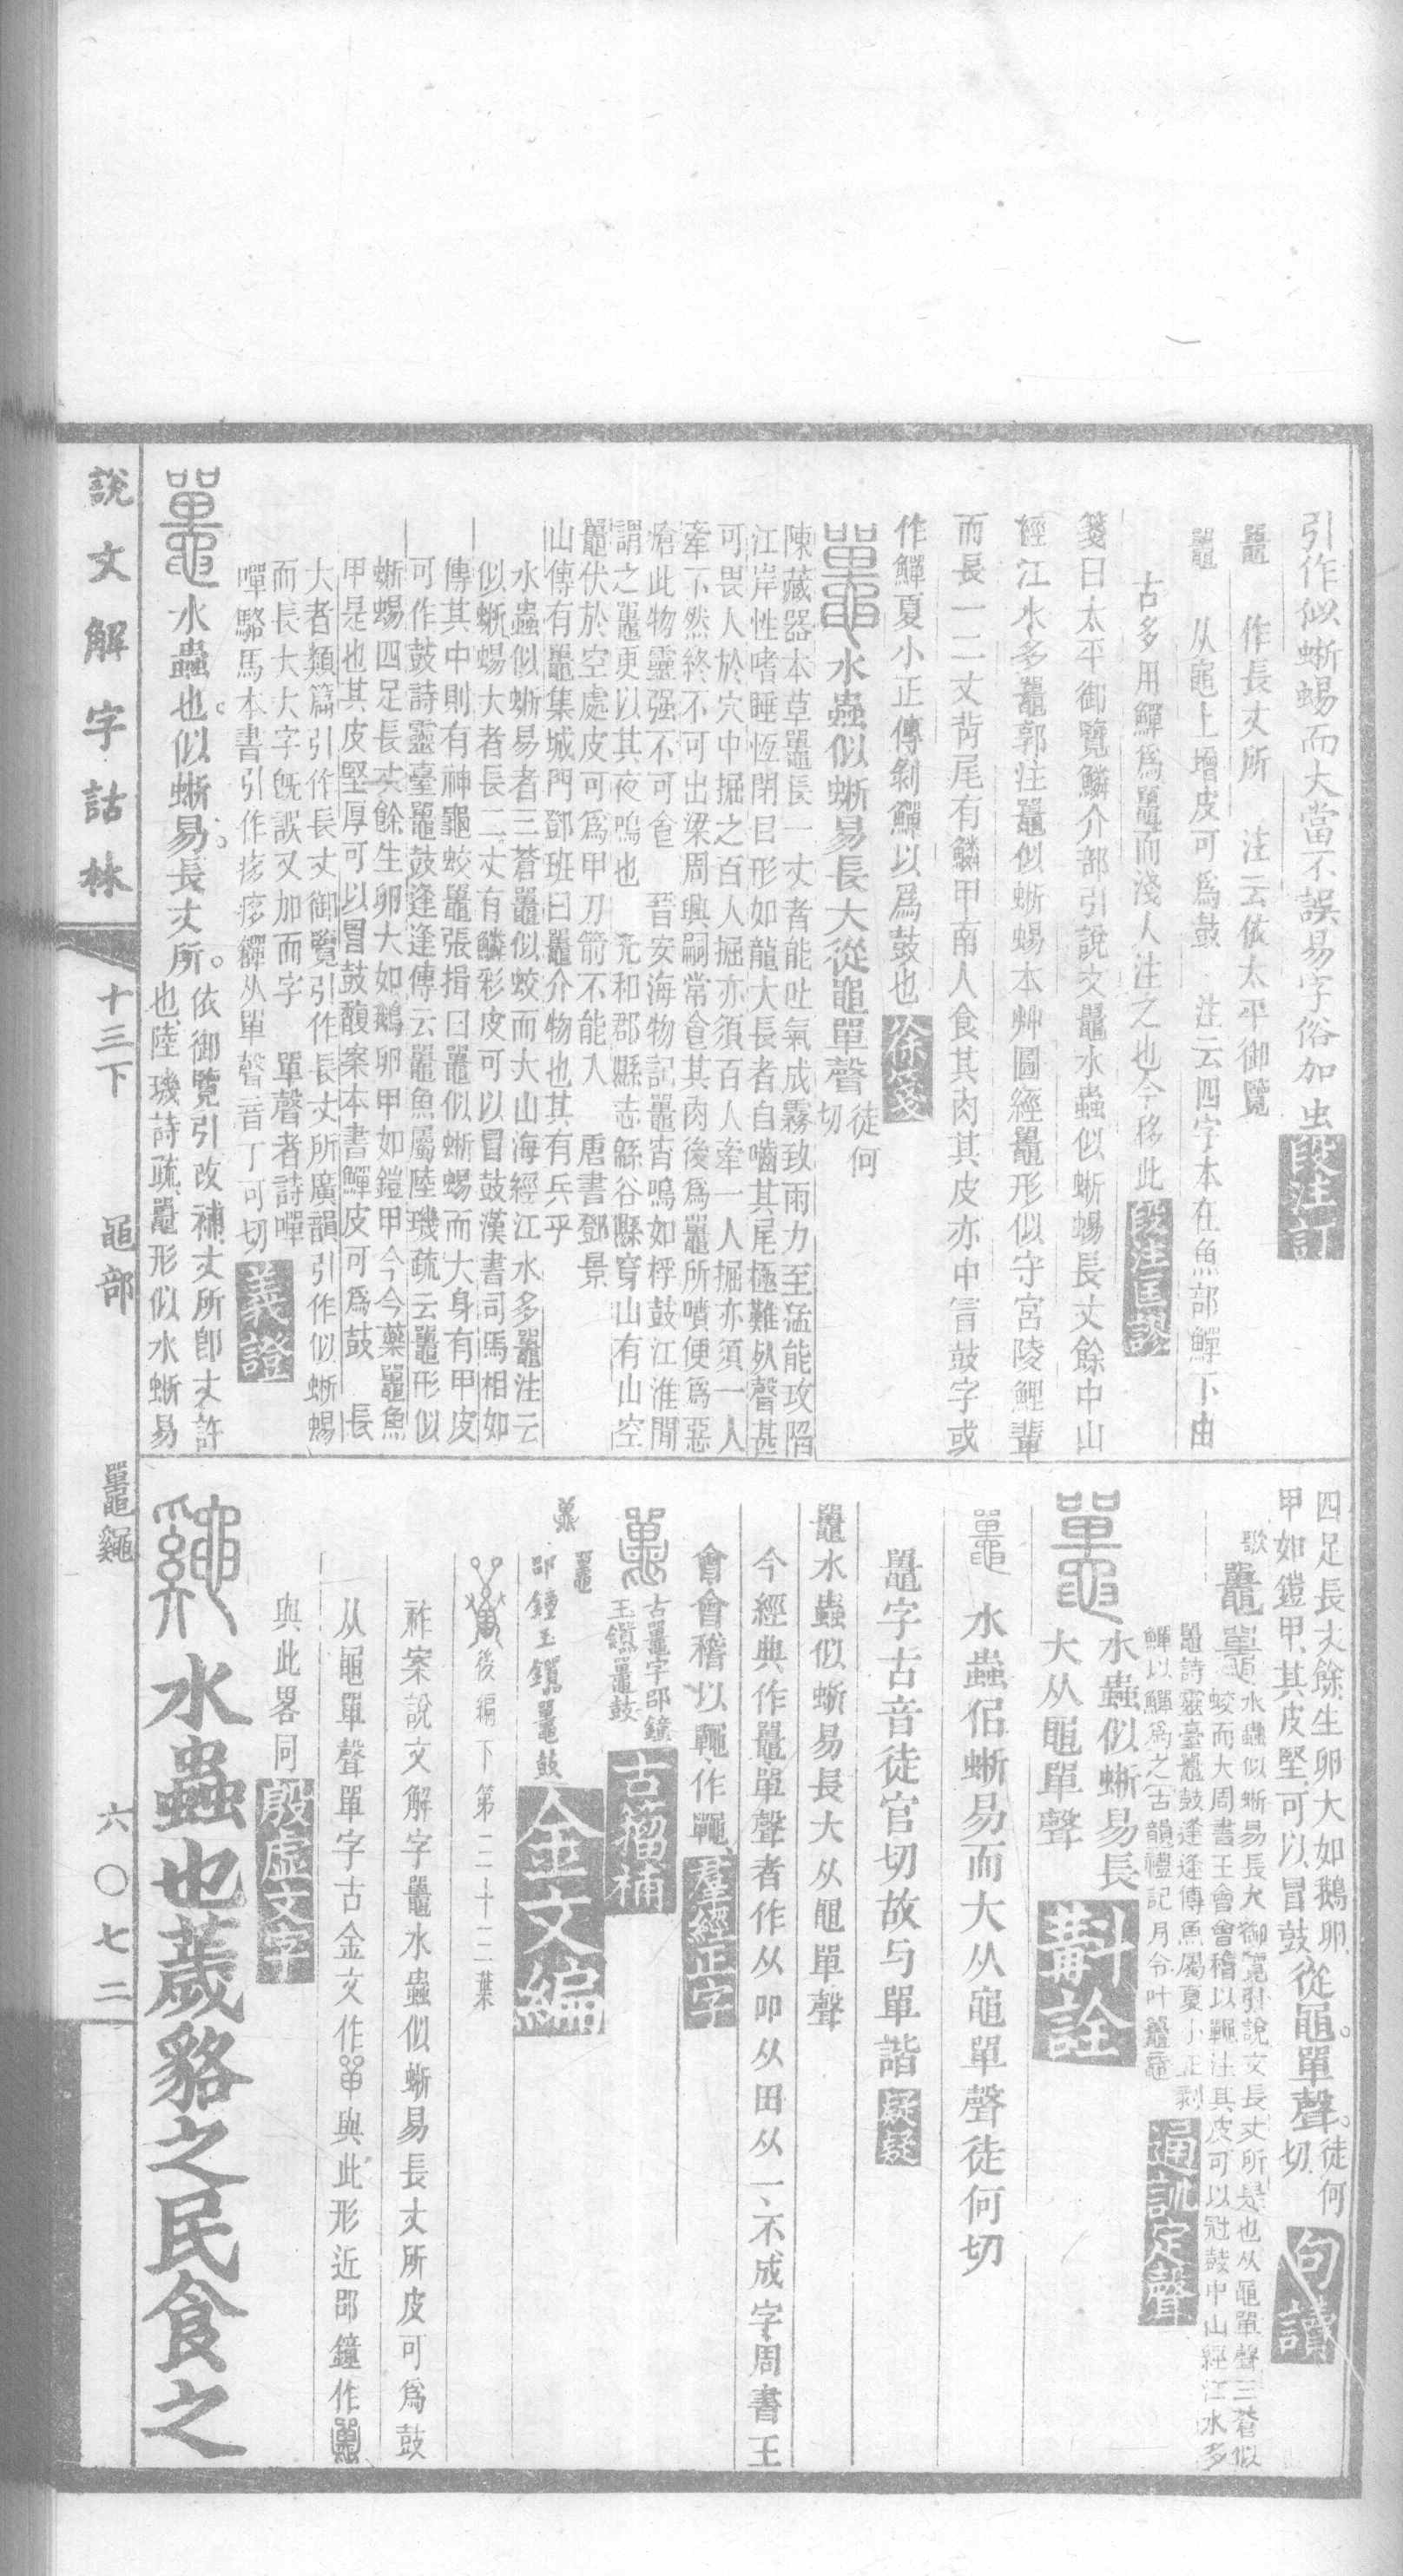 引作似蜥蜴而大當不誤易字俗加虫 段注訂
鼉 作長丈所 注云依太平御覽
鼉 从黽上增皮可爲鼓 注云四字本在魚部鱓下由
古多用鱓爲鼉而淺人注之也今移此 段注匡謬
箋曰太平御覽鱗介部引說文鼉水蟲似蜥蜴長丈餘中山
經江水多鼉郭注鼉似蜥蜴本艸圖經鼉形似守宮陵鯉輩
而長一二丈背尾有鱗甲南人食其肉其皮亦中冒鼓字或
作鱓夏小正傳剝鱓以爲鼓也 徐箋
鼉 水蟲似蜥易長大從黽單聲 徒何切
陳藏器本草鼉長一丈者能吐氣成霧致雨力至猛能攻陷
江岸性嗜睡恆閉目形如龍大長者自嚙其尾極難死聲甚
可畏人於穴中掘之百人掘亦須百人牽一人掘亦須一人
牽不然終不可出梁周興嗣常食其肉後爲鼉所噴便爲惡
瘡此物靈强不可食 晉安海物記鼉宵鳴如桴鼓江淮閒
謂之鼉更以其夜鳴也 元和郡縣志緜谷縣穿山有山空
鼉伏於空處皮可爲甲刀箭不能入 唐書鄧景
山傳有鼉集城門鄧班曰鼉介物也其有兵乎
水蟲似蜥易者三蒼鼉似蛟而大山海經江水多鼉注云
似蜥蜴大者長二丈有鱗彩皮可以冒鼓漢書司馬相如
傳其中則有神龜蛟鼉張揖曰鼉似蜥蜴而大身有甲皮
可作鼓詩靈臺鼉鼓逢逢傳云鼉魚屬陸璣疏云鼉形似
蜥蜴四足長丈餘生卵大如鵝卵甲如鎧甲今合藥鼉魚
甲是也其皮堅厚可以冒鼓馥案本書鱓皮可爲鼓 長
大者類篇引作長丈御覽引作長丈所廣韻引作似蜥蜴
而長大大字旣誤又加而字 單聲者詩嘽
嘽駱馬本書引作痑痑奲从單聲音丁可切 義證
鼉 水蟲也似蜥易長丈所 依御覽引改補丈所卽丈許
也陸璣詩疏鼉形似水蜥易
四足長丈餘生卵大如鵝卵
甲如鎧甲其皮堅可以冒鼓 從黽單聲 徒何切 句讀
歌 鼉 水蟲似蜥易長大御覽引說文長丈所是也从黽單聲三蒼似
蛟而大周書王會會稽以鼉注其皮可以冠鼓中山經江水多
鼉詩靈臺鼉鼓逢逢傳魚屬夏小正剝
鱓以鱓爲之古韻禮記月令叶鼉黿 通訓定聲
鼉 水蟲似蜥易長
大从黽單聲 斠詮
鼉 水蟲佀蜥易而大从黽單聲徒何切
鼉字古音徒官切故与單諧 疑疑
鼉水蟲似蜥易長大从黽單聲
今經典作鼉單聲者作从吅从田从一不成字周書王
會會稽以鼉作 羣經正字
古鼉字邵鐘
王鑕鼉鼓 古籀補
鼉
邵鐘玉鑕鼉鼓 金文編
後編下第二十三葉
祚案說文解字鼉水蟲似蜥易長丈所皮可爲鼓
从黽單聲單字古金文作 與此形近邵鐘作
與此畧同 殷虛文字
水蟲也薉貉之民食之
說文解字詁林 十三下 黽部 鼉 六〇七二